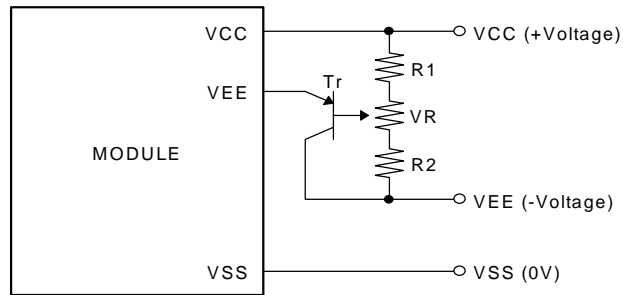 VCC
VCC (+Voltage)
R1
Tr
VEE
VR
MODULE
R2
VEE (-Voltage)
VSS
VSS (0V)